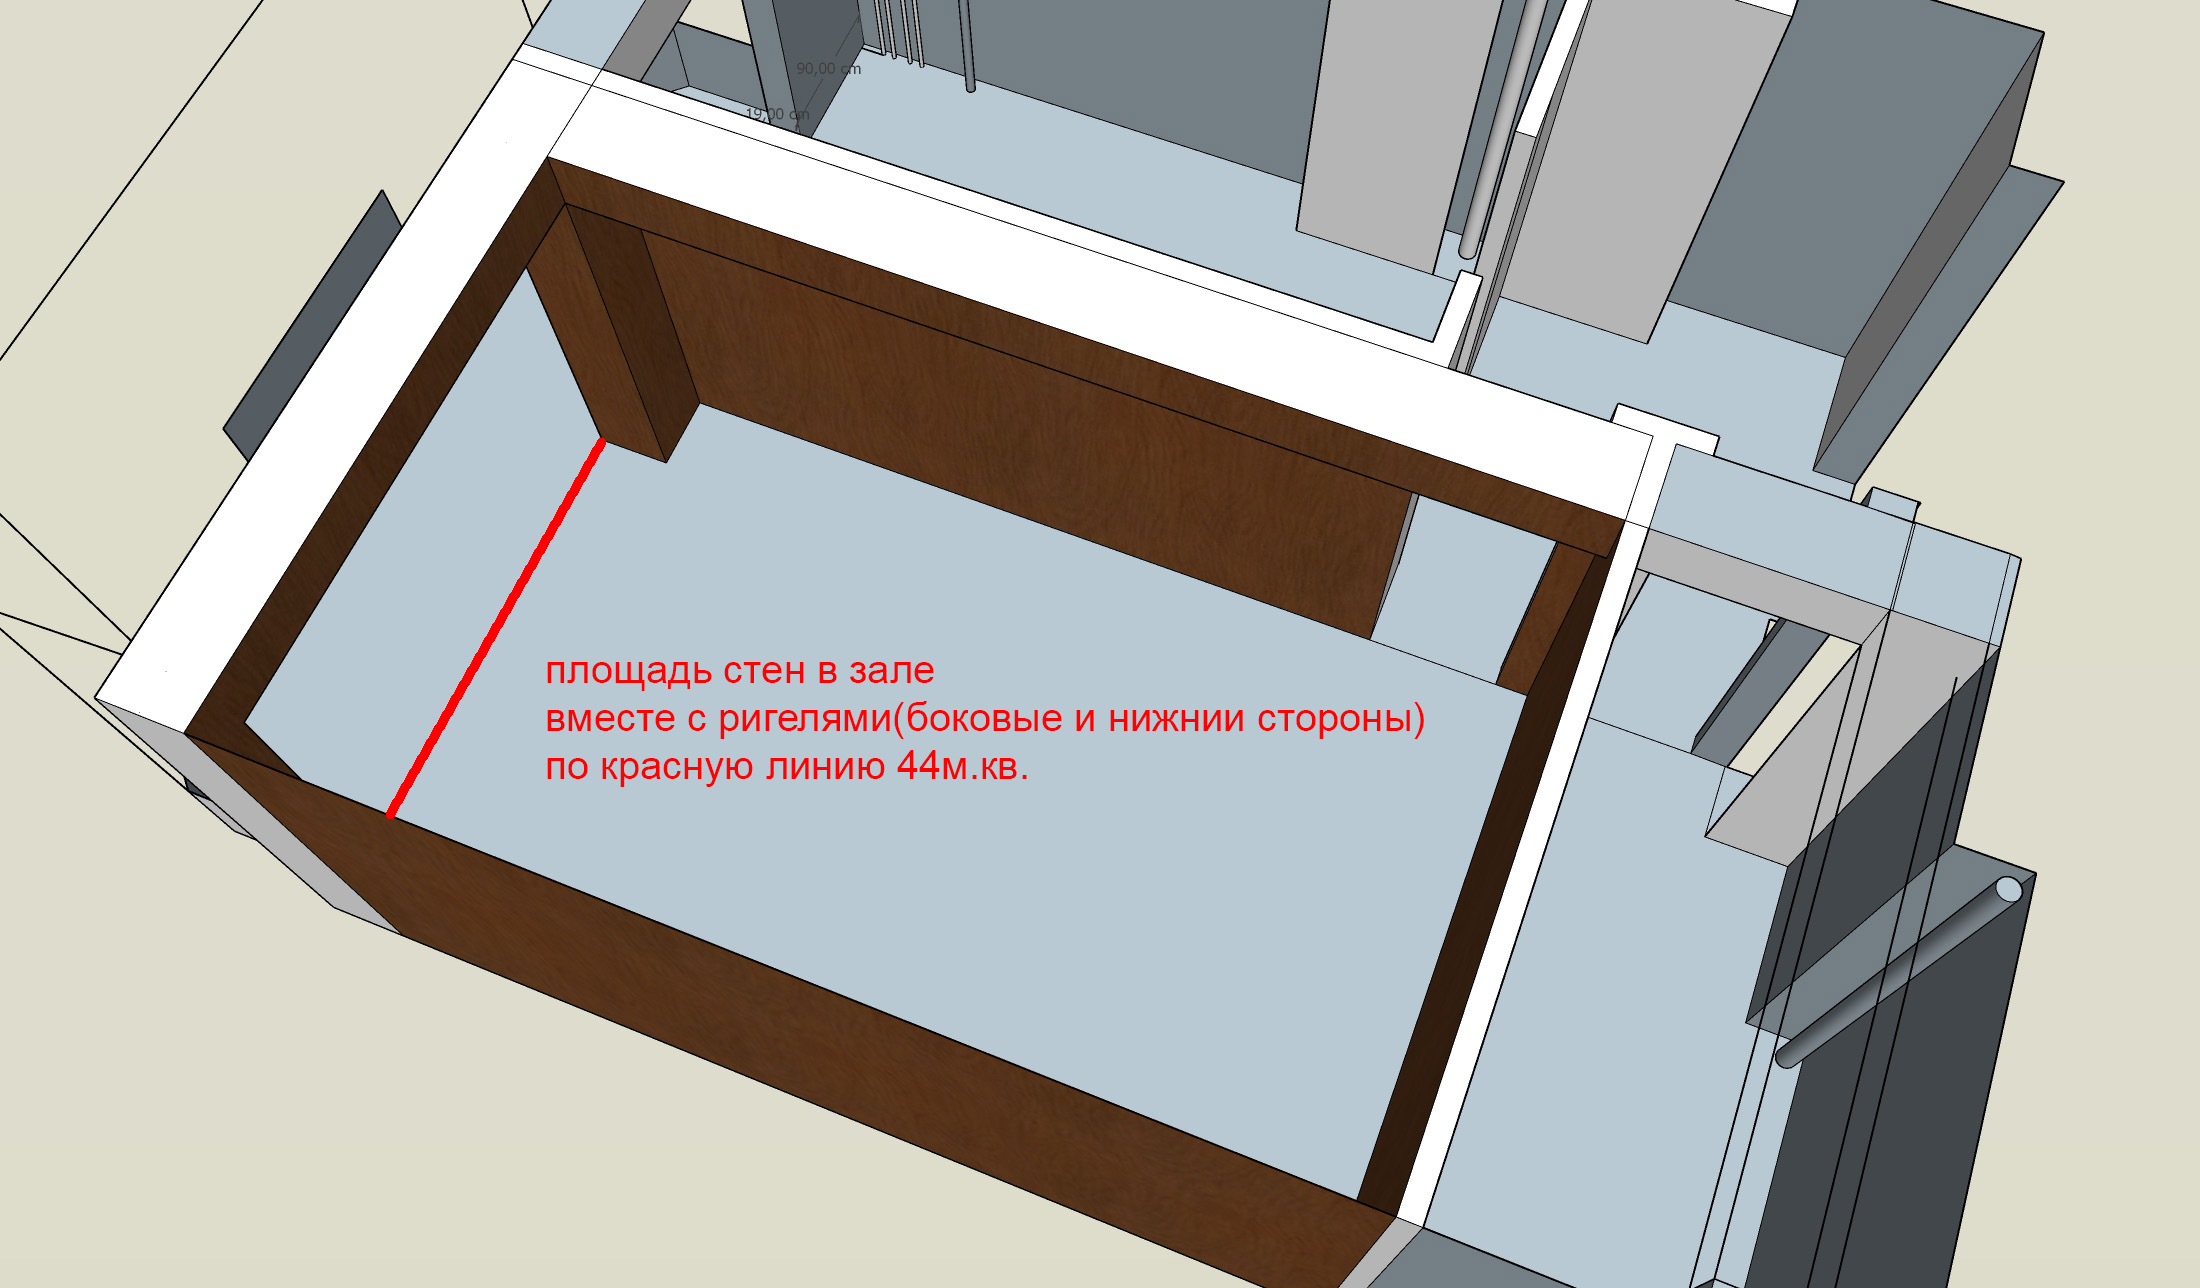 90,00 cm
19,00 cm
площадь стен в зале
вместе с ригелями(боковые и нижнии стороны)
по красную линию 44м.кв.